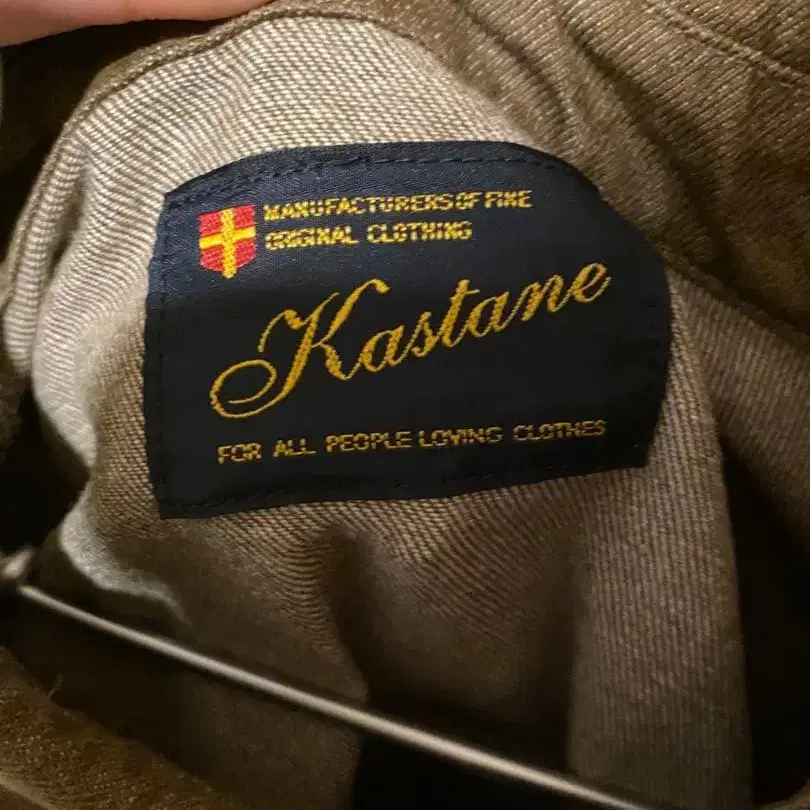 MANUFACTURERS OF FINE
ORIGINAL CLOTHING
Kastane
FOR ALL PEOPLE LOVING CLOTHES